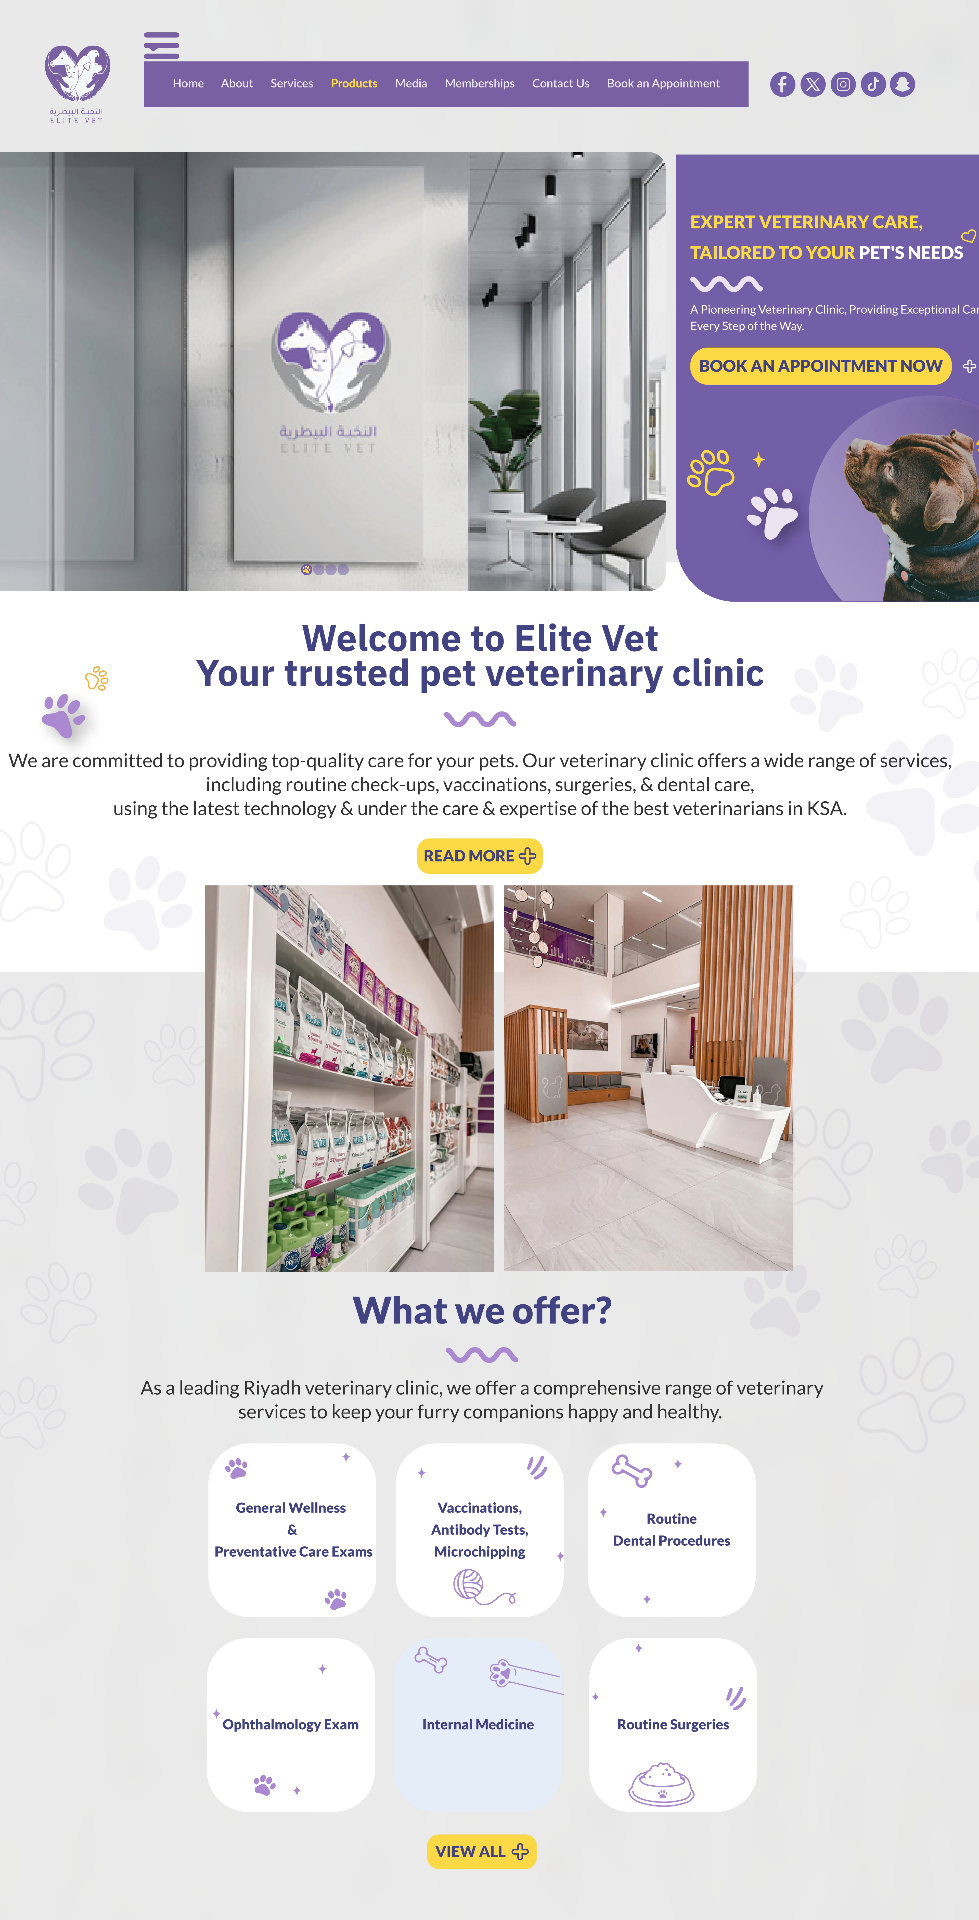 النخبة البيطرية
ELITE VET
Home About Services Products Media Memberships Contact Us Book an Appointment
النخبة البيطرية
ELITE VET
EXPERT VETERINARY CARE,
TAILORED TO YOUR PET'S NEEDS
A Pioneering Veterinary Clinic, Providing Exceptional Car
Every Step of the Way.
BOOK AN APPOINTMENT NOW
Welcome to Elite Vet
Your trusted pet veterinary clinic
We are committed to providing top-quality care for your pets. Our veterinary clinic offers a wide range of services,
including routine check-ups, vaccinations, surgeries, & dental care,
using the latest technology & under the care & expertise of the best veterinarians in KSA.
READ MORE
What we offer?
As a leading Riyadh veterinary clinic, we offer a comprehensive range of veterinary
services to keep your furry companions happy and healthy.
General Wellness
&
Preventative Care Exams
Vaccinations,
Antibody Tests,
Microchipping
Routine
Dental Procedures
Ophthalmology Exam
Internal Medicine
Routine Surgeries
VIEW ALL